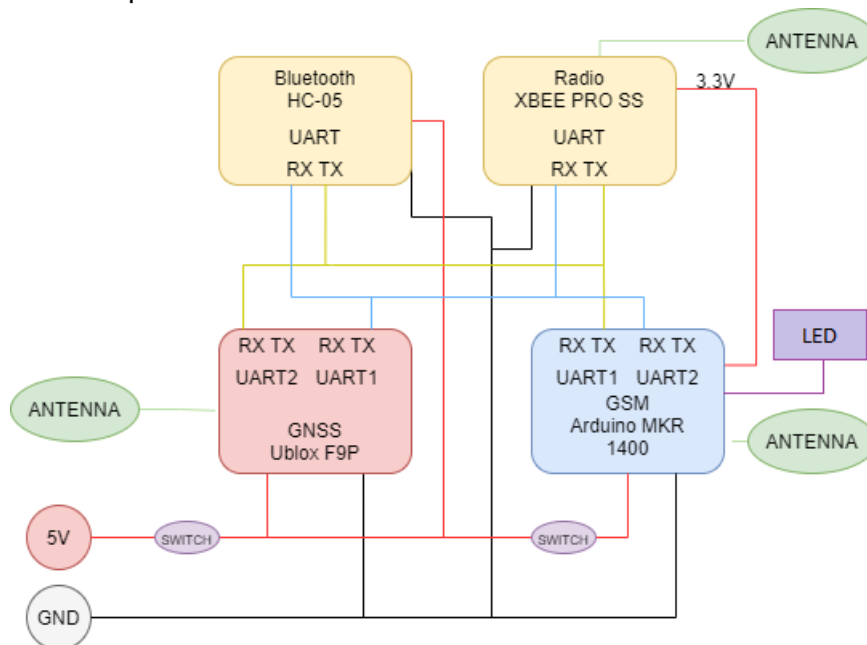 ANTENNA
Bluetooth
HC-05
UART
RX TX
Radio
XBEE PRO SS
UART
RX TX
3.3V
LED
RX TX RX TX
UART2 UART1
GNSS
Ublox F9P
RX TX RX TX
UART1 UART2
GSM
Arduino MKR
1400
ANTENNA
ANTENNA
5V
SWITCH
SWITCH
GND